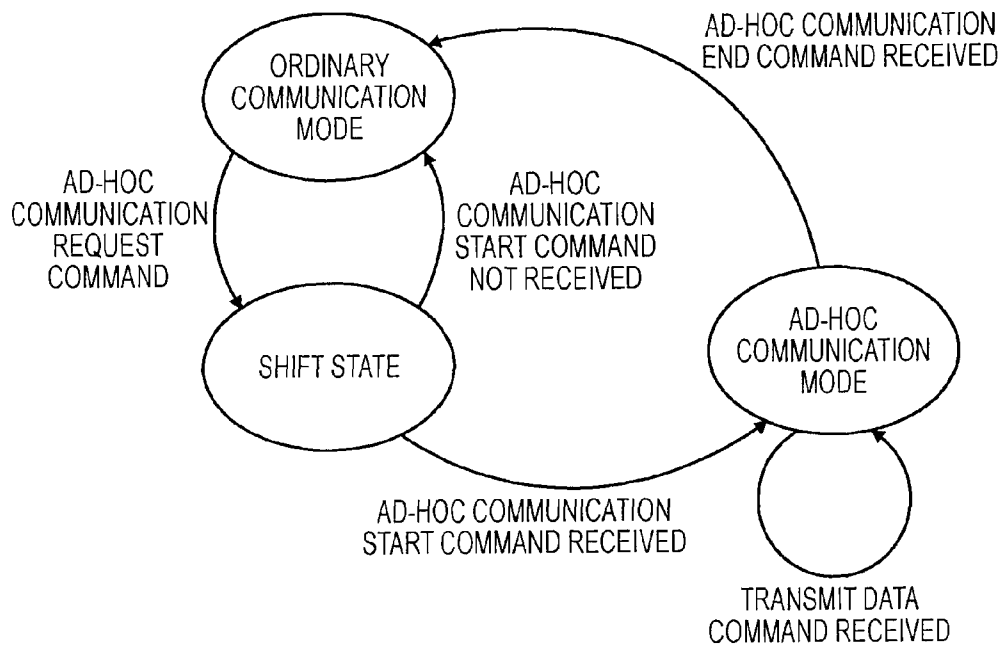 AD-HOC COMMUNICATION
END COMMAND RECEIVED
ORDINARY
COMMUNICATION
MODE
AD-HOC
COMMUNICATION
REQUEST
COMMAND
AD-HOC
COMMUNICATION
START COMMAND
NOT RECEIVED
SHIFT STATE
AD-HOC
COMMUNICATION
MODE
AD-HOC COMMUNICATION
START COMMAND RECEIVED
TRANSMIT DATA
COMMAND RECEIVED